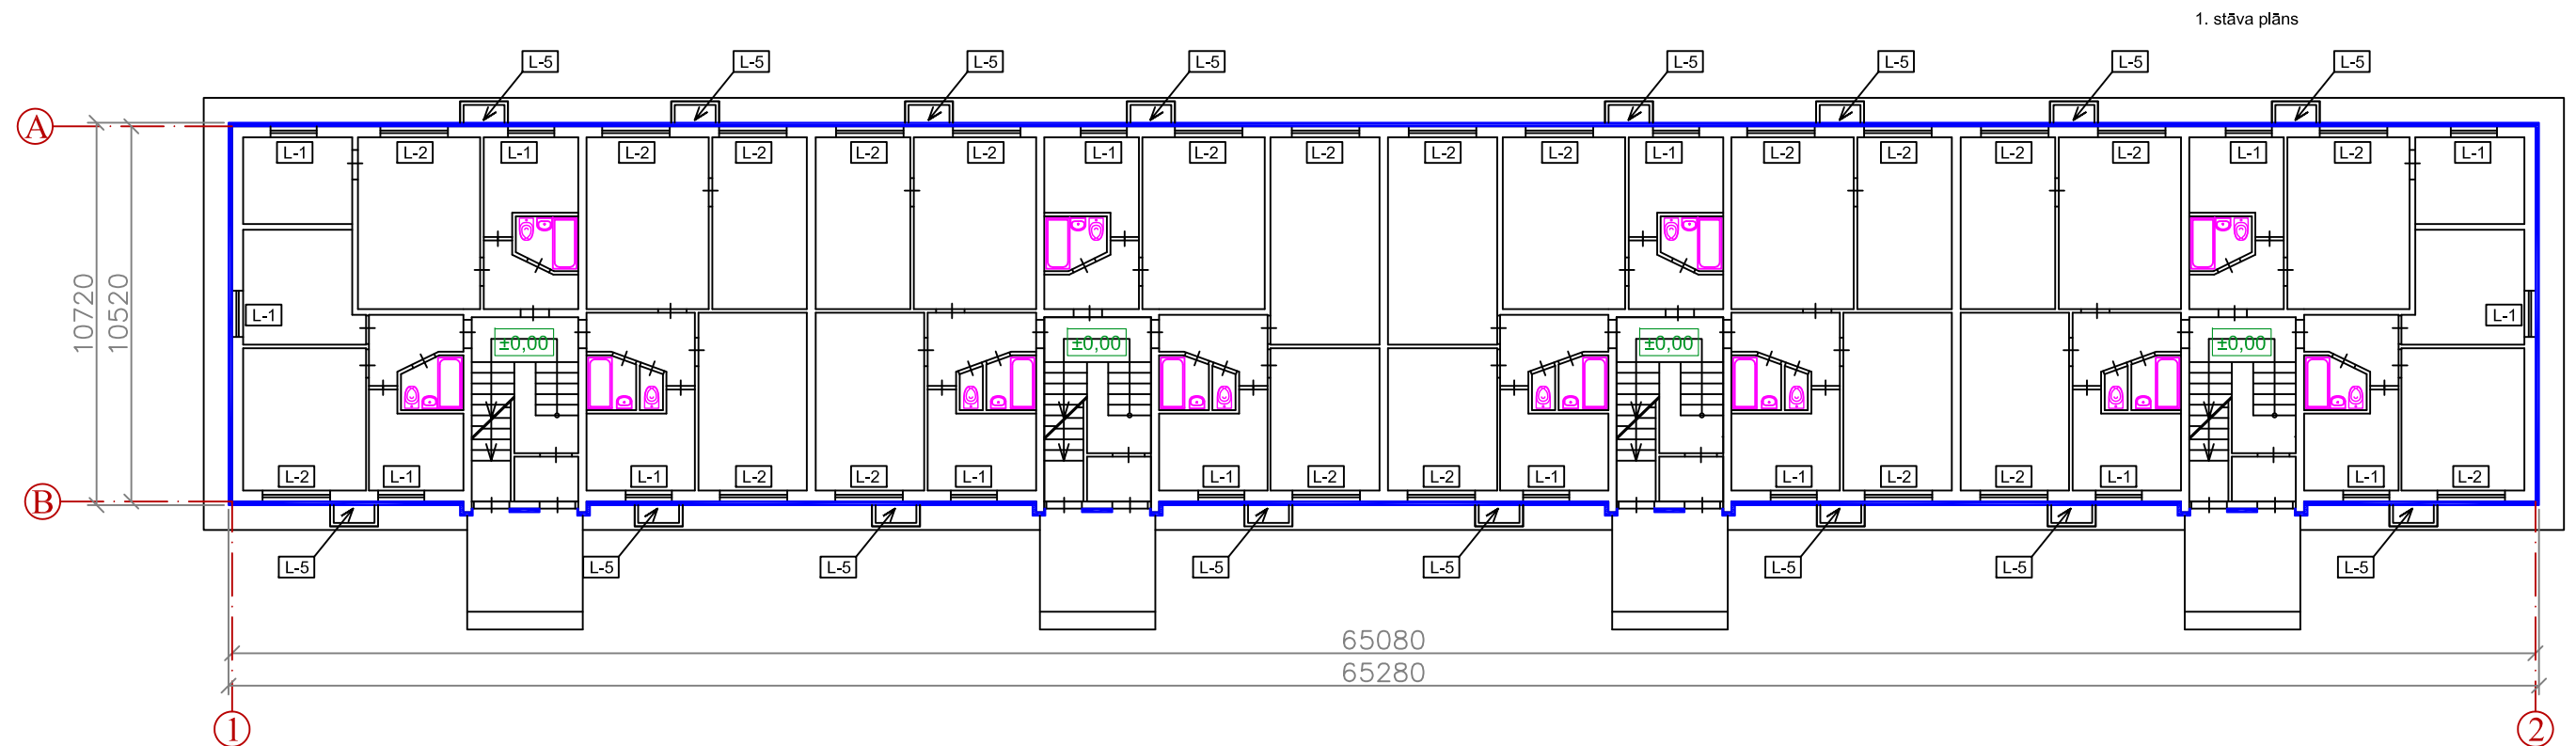 1. stāva plāns
L-5 L-5 L-5 L-5 L-5 L-5 L-5 L-5
A
L-1 L-2 L-1 L-2 L-2 L-2 L-2 L-1 L-2 L-2 L-2 L-2 L-1 L-2 L-2 L-2 L-2 L-1 L-2 L-1
10720
10520
L-1 L-1
±0,00 ±0,00 ±0,00 ±0,00
L-2 L-1 L-1 L-2 L-2 L-1 L-1 L-2 L-2 L-1 L-1 L-2 L-2 L-1 L-1 L-2
B
L-5 L-5 L-5 L-5 L-5 L-5 L-5 L-5
65080
65280
1 2